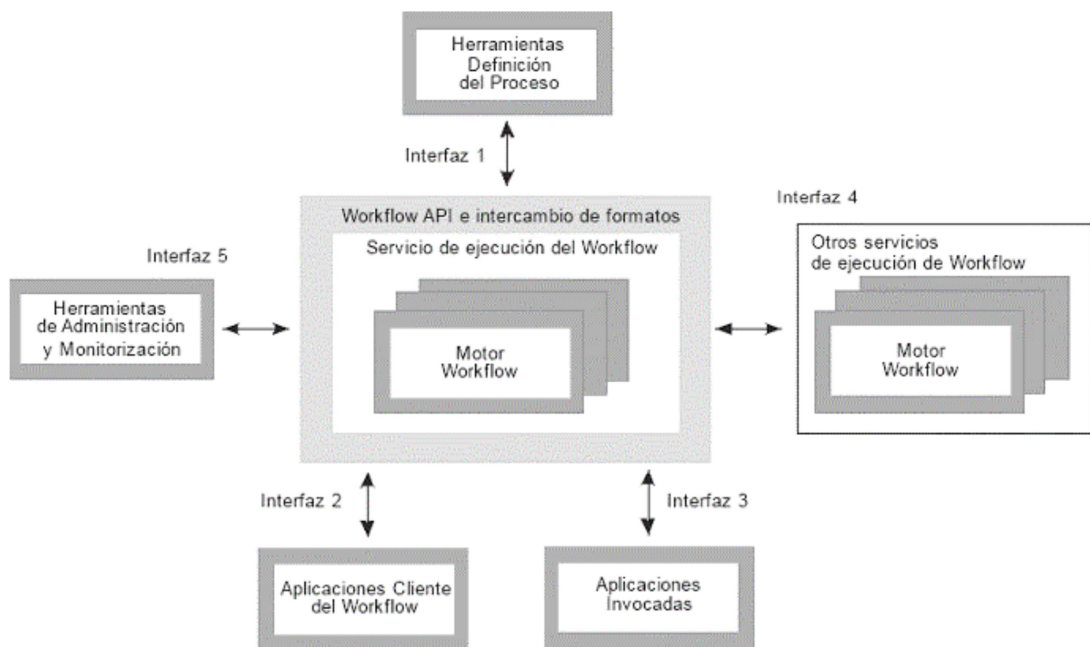 Herramientas
Definición
del Proceso
Interfaz 1
Interfaz 4
Workflow API e intercambio de formatos
Servicio de ejecución del Workflow
Motor
Workflow
Otros servicios
de ejecución de Workflow
Motor
Workflow
Interfaz 5
Herramientas
de Administración
y Monitorización
Interfaz 2
Interfaz 3
Aplicaciones Cliente
del Workflow
Aplicaciones
Invocadas